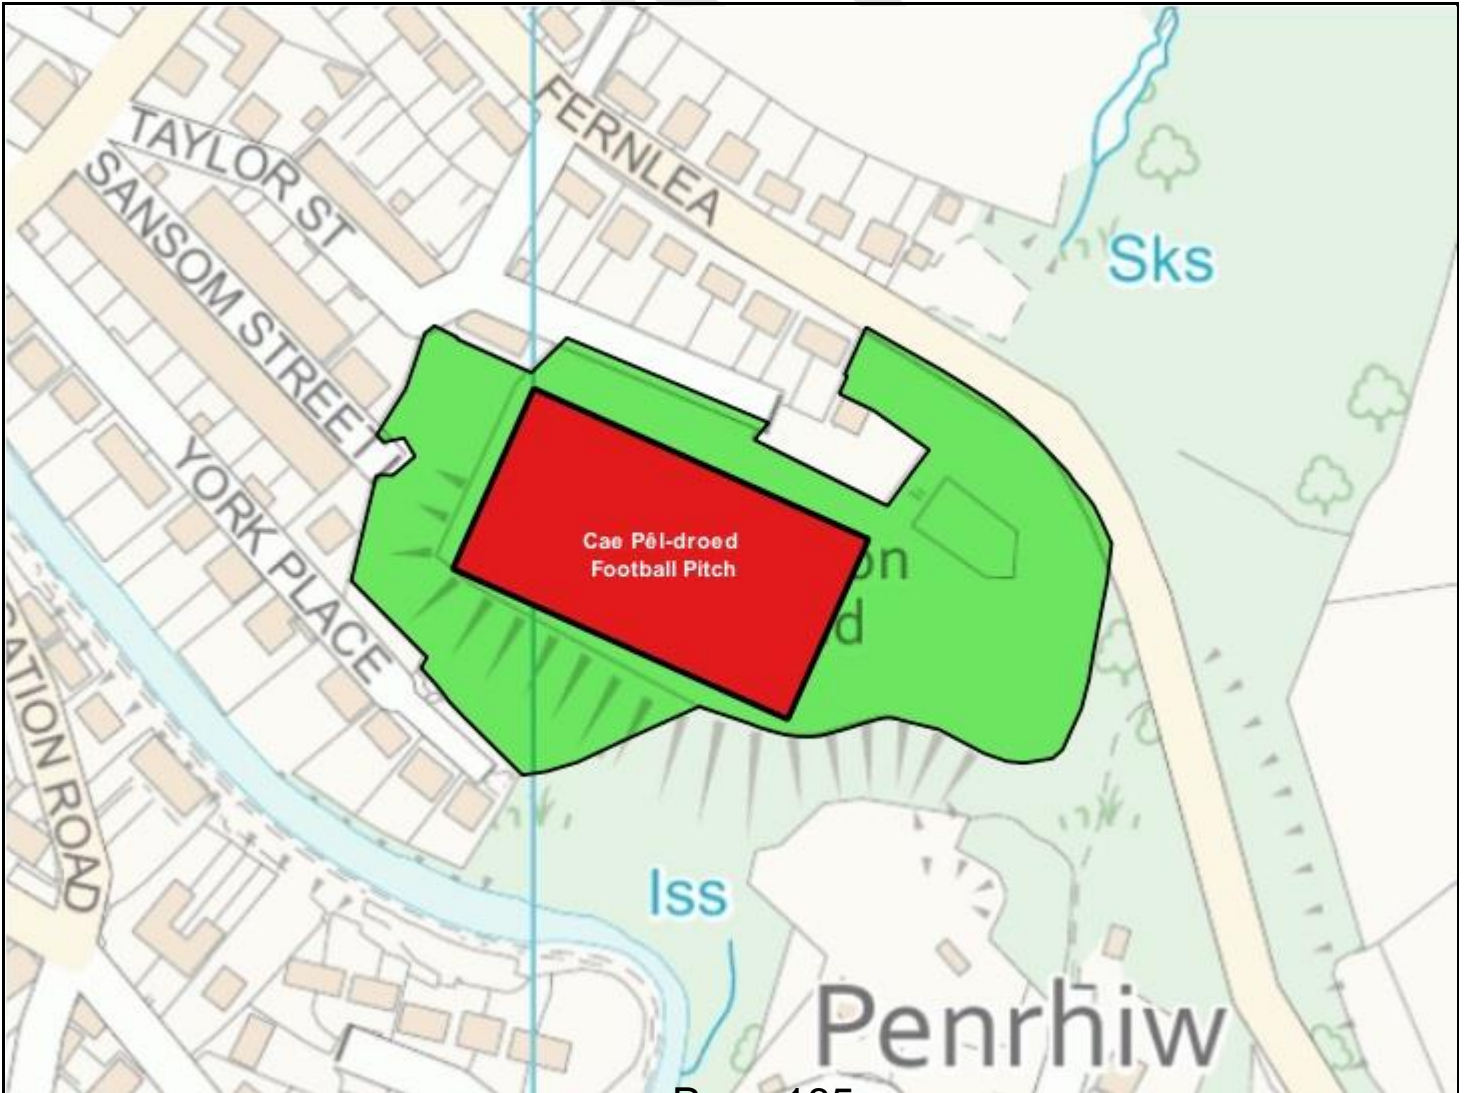 FERNLEA
TAYLOR ST
SANSOM STREET
Sks
YORK PLACE
Cae Pêl-droed
Football Pitch
on
d
ATION ROAD
Iss
Penrhiw